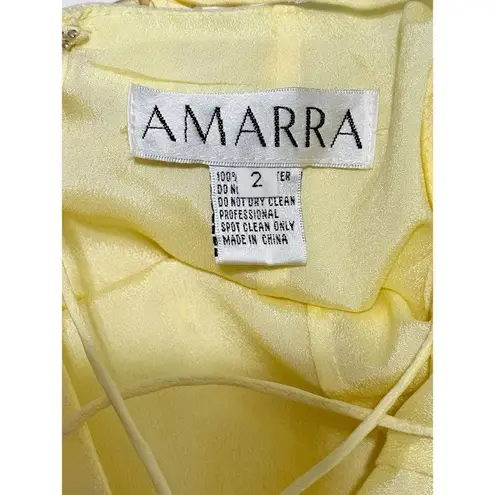 AMARRA
2
100%
DO NOT DRY CLEAN
PROFESSIONAL
SPOT CLEAN ONLY
MADE IN CHINA